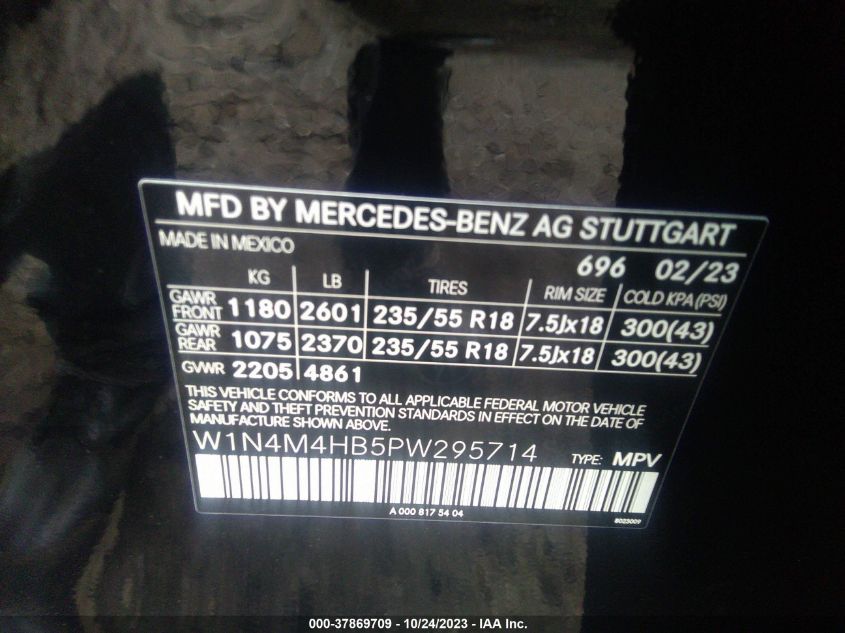 MFD BY MERCEDES-BENZ AG STUTTGART
MADE IN MEXICO
696 02/23
KG LB TIRES RIM SIZE COLD KPA (PSI)
GAWR FRONT 1180 2601 235/55 R18 7.5Jx18 300(43)
GAWR REAR 1075 2370 235/55 R18 7.5Jx18 300(43)
GVWR 2205 4861
THIS VEHICLE CONFORMS TO ALL APPLICABLE FEDERAL MOTOR VEHICLE
SAFETY AND THEFT PREVENTION STANDARDS IN EFFECT ON THE DATE OF
MANUFACTURE SHOWN ABOVE.
W1N4M4HB5PW295714 TYPE: MPV
A 000 817 54 04
8023009
000-37869709 - 10/24/2023 - IAA Inc.